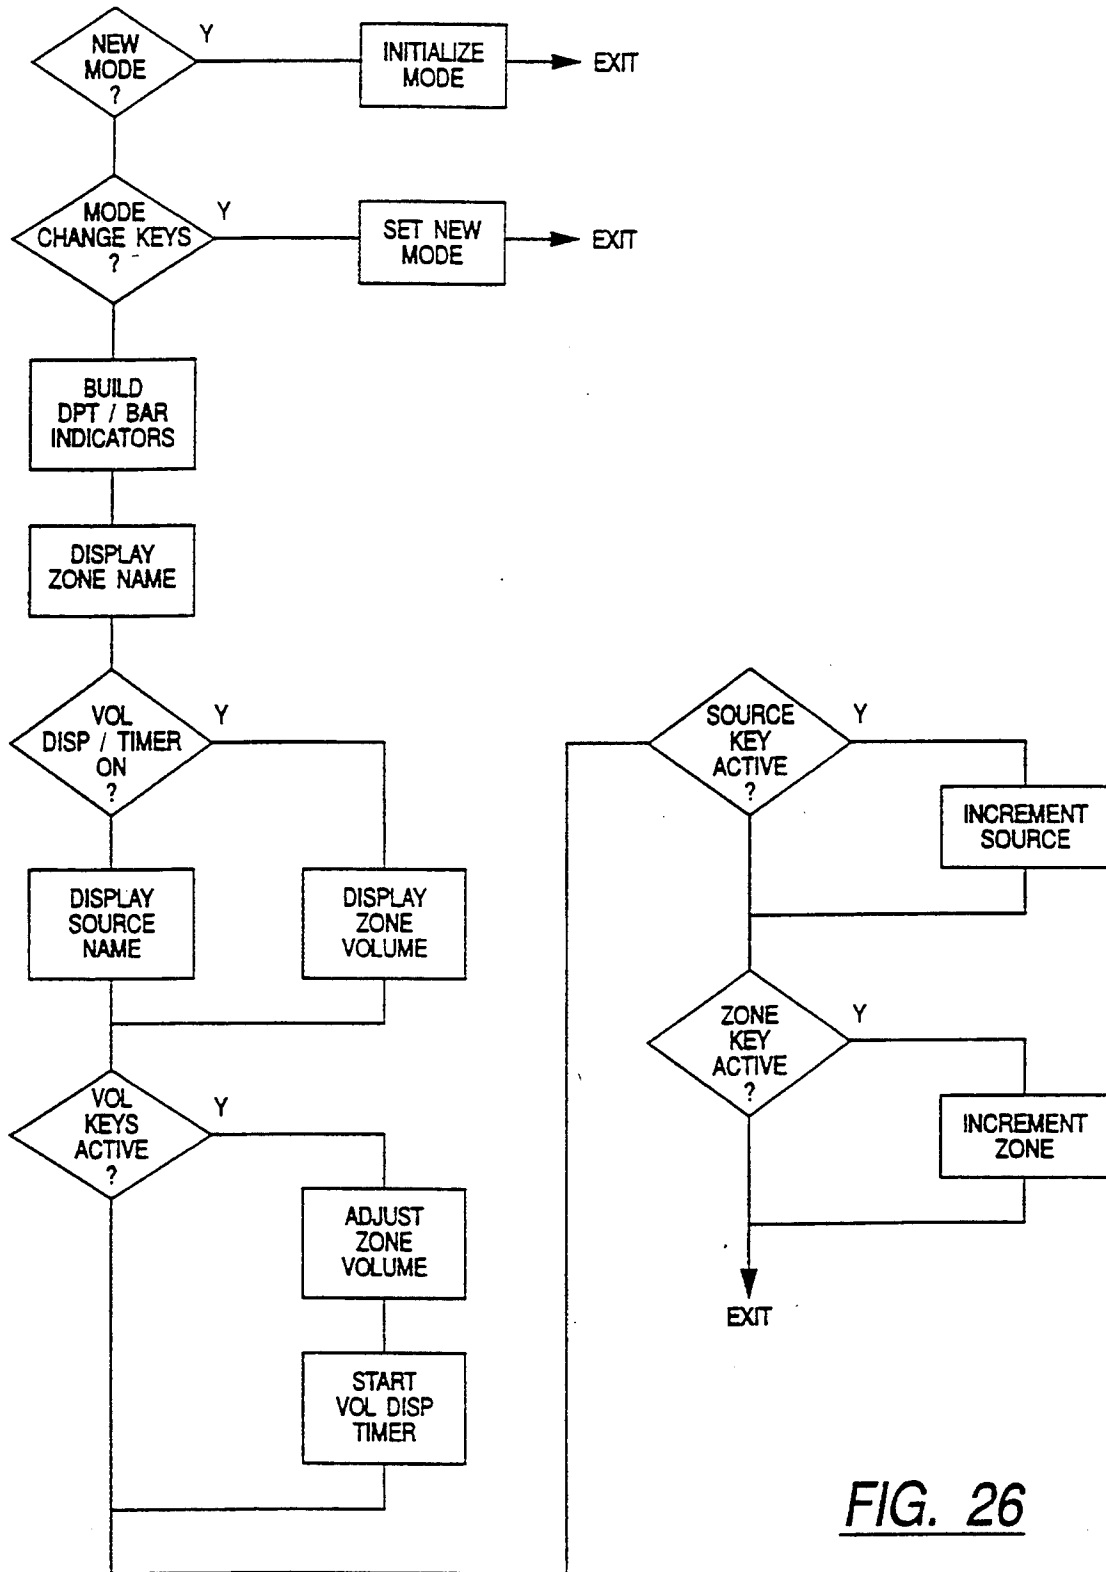 NEW
MODE
?
Y
INITIALIZE
MODE
EXIT
MODE
CHANGE KEYS
?
Y
SET NEW
MODE
EXIT
BUILD
DPT / BAR
INDICATORS
DISPLAY
ZONE NAME
VOL
DISP / TIMER
ON
?
Y
DISPLAY
SOURCE
NAME
DISPLAY
ZONE
VOLUME
VOL
KEYS
ACTIVE
?
Y
ADJUST
ZONE
VOLUME
START
VOL DISP
TIMER
SOURCE
KEY
ACTIVE
?
Y
INCREMENT
SOURCE
ZONE
KEY
ACTIVE
?
Y
INCREMENT
ZONE
EXIT
FIG. 26